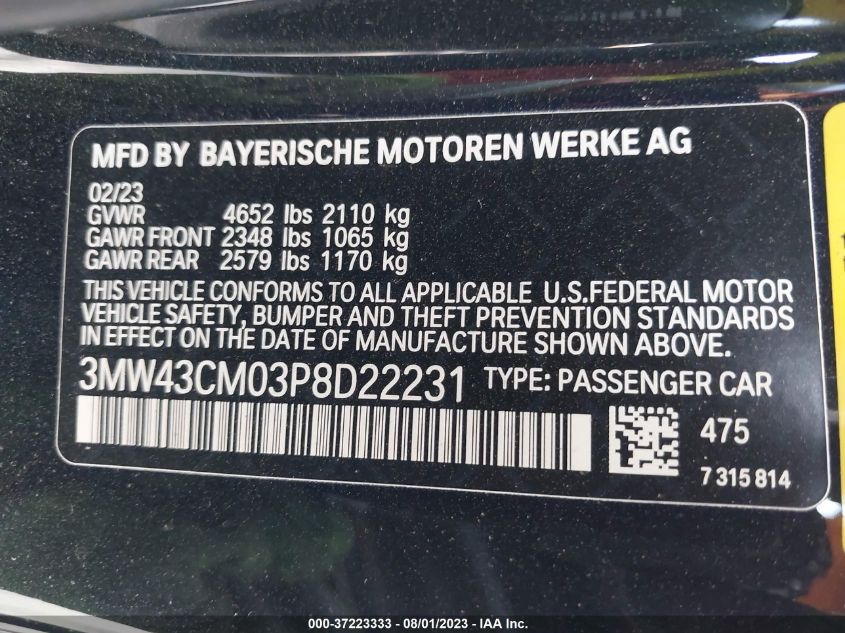 MFD BY BAYERISCHE MOTOREN WERKE AG
02/23
GVWR 4652 lbs 2110 kg
GAWR FRONT 2348 lbs 1065 kg
GAWR REAR 2579 lbs 1170 kg
THIS VEHICLE CONFORMS TO ALL APPLICABLE U.S.FEDERAL MOTOR
VEHICLE SAFETY, BUMPER AND THEFT PREVENTION STANDARDS
IN EFFECT ON THE DATE OF MANUFACTURE SHOWN ABOVE.
3MW43CM03P8D22231 TYPE: PASSENGER CAR
475
7 315 814
000-37223333 - 08/01/2023 - IAA Inc.